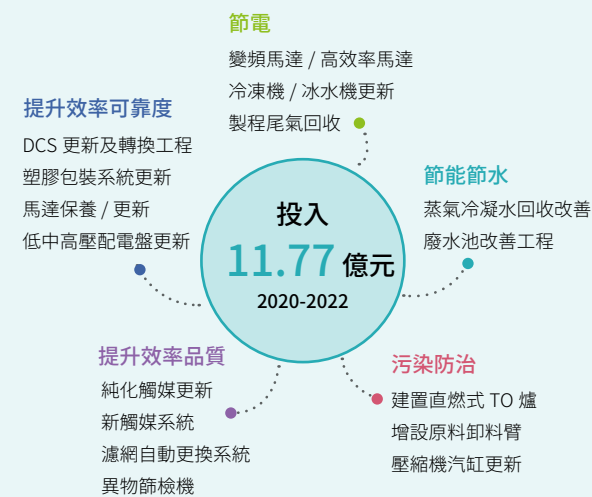 節電
變頻馬達 / 高效率馬達
冷凍機 / 冰水機更新
製程尾氣回收
提升效率可靠度
DCS 更新及轉換工程
塑膠包裝系統更新
馬達保養 / 更新
低中高壓配電盤更新
節能節水
蒸氣冷凝水回收改善
廢水池改善工程
投入
11.77 億元
2020-2022
提升效率品質
純化觸媒更新
新觸媒系統
濾網自動更換系統
異物篩檢機
污染防治
建置直燃式 TO 爐
增設原料卸料臂
壓縮機汽缸更新